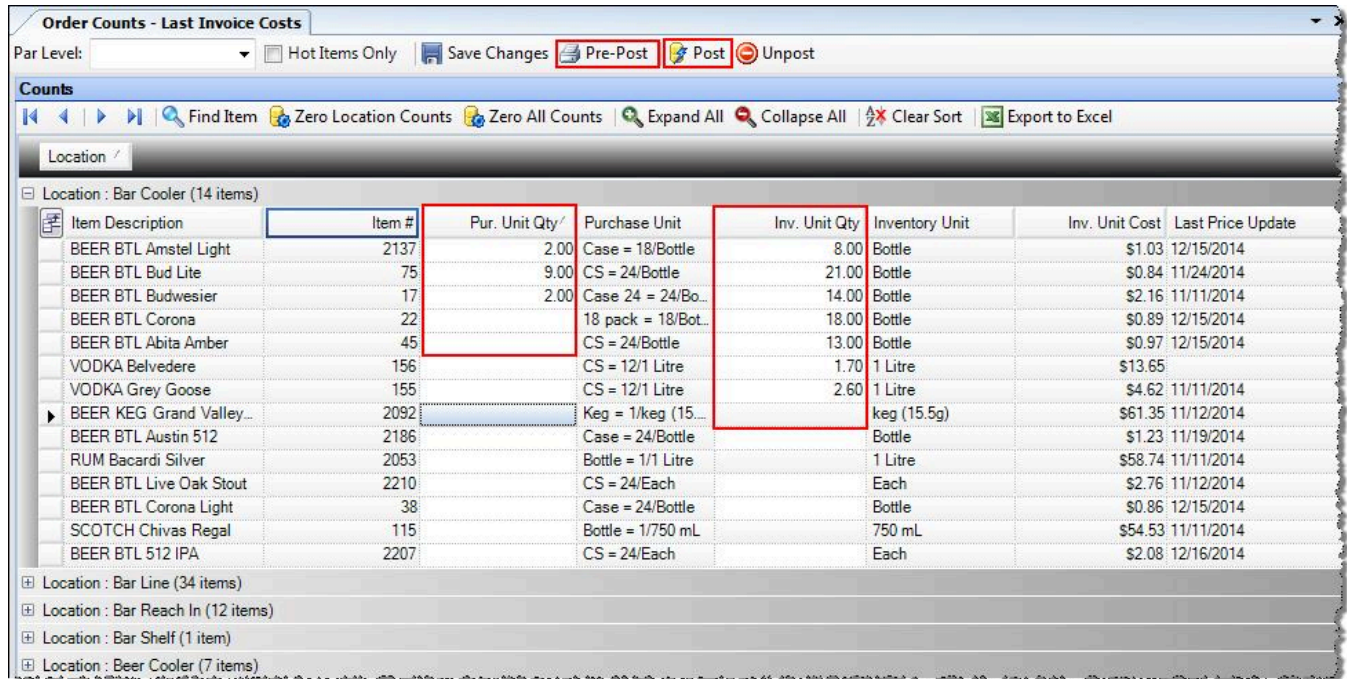 Order Counts - Last Invoice Costs
Par Level: Hot Items Only Save Changes Pre-Post Post Unpost
Counts
Find Item Zero Location Counts Zero All Counts Expand All Collapse All Clear Sort Export to Excel
Location
Location : Bar Cooler (14 items)
Item Description Item # Pur. Unit Qty Purchase Unit Inv. Unit Qty Inventory Unit Inv. Unit Cost Last Price Update
BEER BTL Amstel Light 2137 2.00 Case = 18/Bottle 8.00 Bottle $1.03 12/15/2014
BEER BTL Bud Lite 75 9.00 CS = 24/Bottle 21.00 Bottle $0.84 11/24/2014
BEER BTL Budwesier 17 2.00 Case 24 = 24/Bo... 14.00 Bottle $2.16 11/11/2014
BEER BTL Corona 22 18 pack = 18/Bot... 18.00 Bottle $0.89 12/15/2014
BEER BTL Abita Amber 45 CS = 24/Bottle 13.00 Bottle $0.97 12/15/2014
VODKA Belvedere 156 CS = 12/1 Litre 1.70 1 Litre $13.65
VODKA Grey Goose 155 CS = 12/1 Litre 2.60 1 Litre $4.62 11/11/2014
BEER KEG Grand Valley... 2092 Keg = 1/keg (15.... keg (15.5g) $61.35 11/12/2014
BEER BTL Austin 512 2186 Case = 24/Bottle Bottle $1.23 11/19/2014
RUM Bacardi Silver 2053 Bottle = 1/1 Litre 1 Litre $58.74 11/11/2014
BEER BTL Live Oak Stout 2210 CS = 24/Each Each $2.76 11/12/2014
BEER BTL Corona Light 38 Case = 24/Bottle Bottle $0.86 12/15/2014
SCOTCH Chivas Regal 115 Bottle = 1/750 mL 750 mL $54.53 11/11/2014
BEER BTL 512 IPA 2207 CS = 24/Each Each $2.08 12/16/2014
Location : Bar Line (34 items)
Location : Bar Reach In (12 items)
Location : Bar Shelf (1 item)
Location : Beer Cooler (7 items)